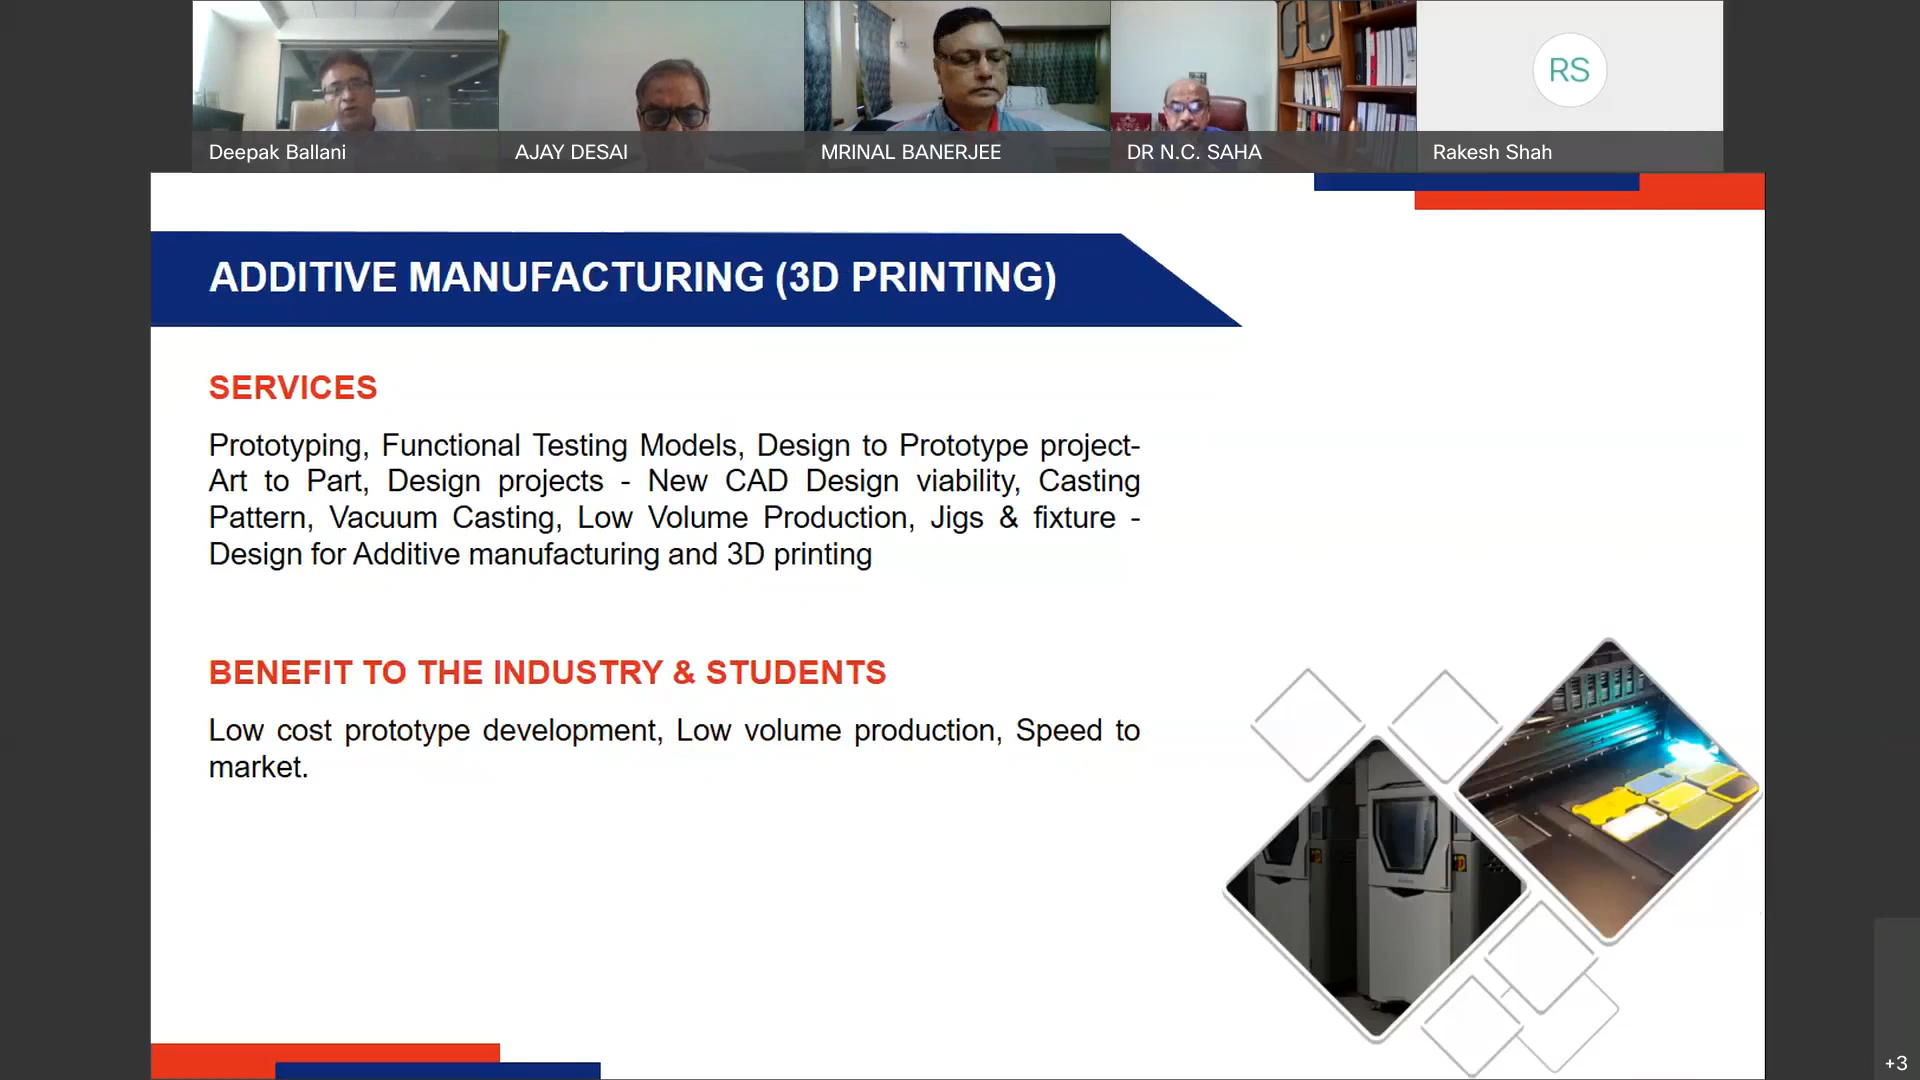 Deepak Ballani
AJAY DESAI
MRINAL BANERJEE
DR N.C. SAHA
RS
Rakesh Shah
ADDITIVE MANUFACTURING (3D PRINTING)
SERVICES
Prototyping, Functional Testing Models, Design to Prototype project-
Art to Part, Design projects - New CAD Design viability, Casting
Pattern, Vacuum Casting, Low Volume Production, Jigs & fixture -
Design for Additive manufacturing and 3D printing
BENEFIT TO THE INDUSTRY & STUDENTS
Low cost prototype development, Low volume production, Speed to
market.
+3